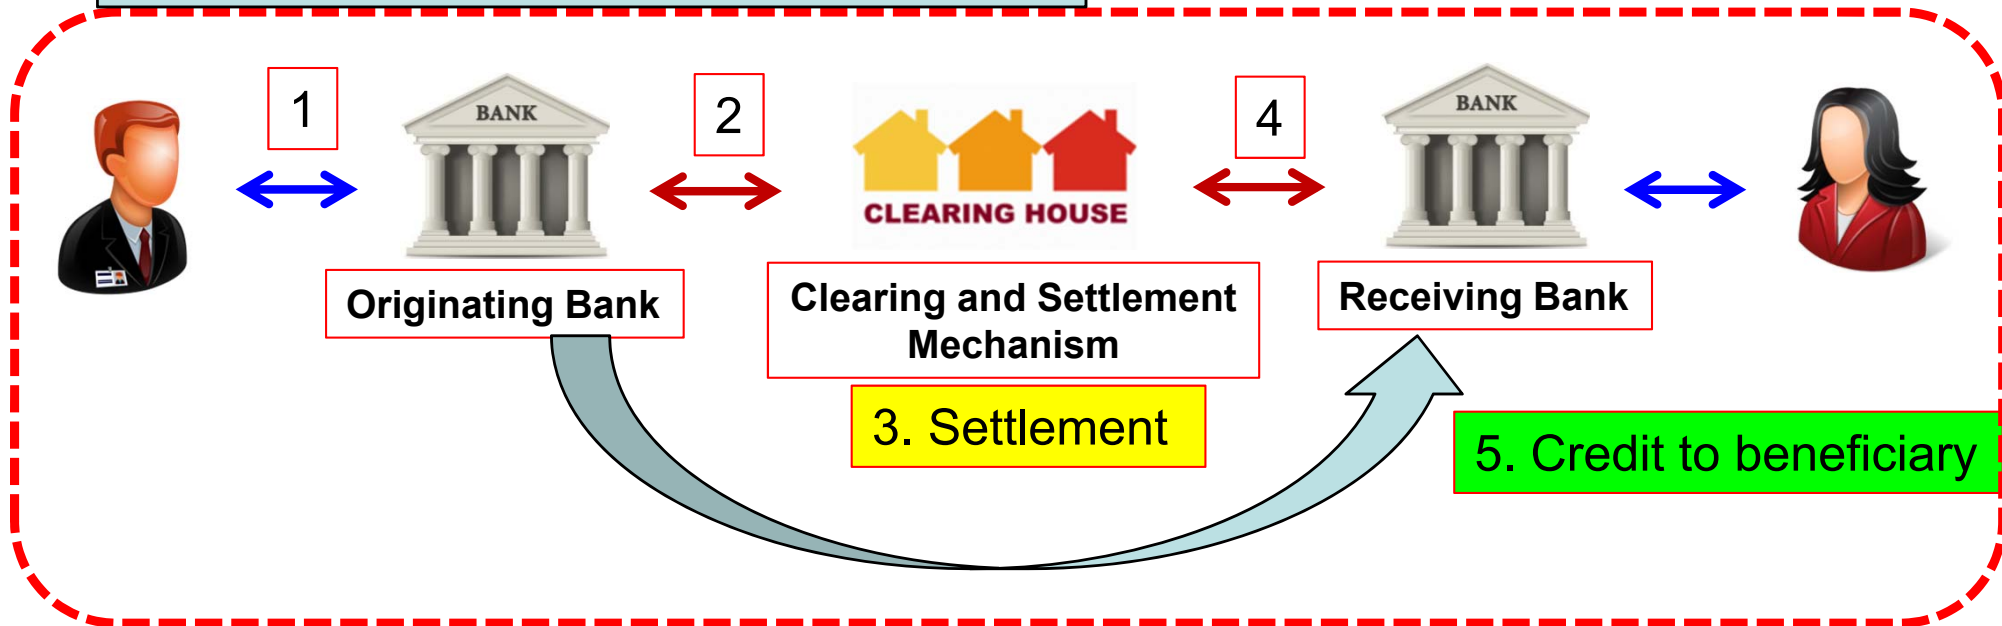 1
BANK
2
CLEARING HOUSE
4
BANK
Originating Bank
Clearing and Settlement
Mechanism
Receiving Bank
3. Settlement
5. Credit to beneficiary